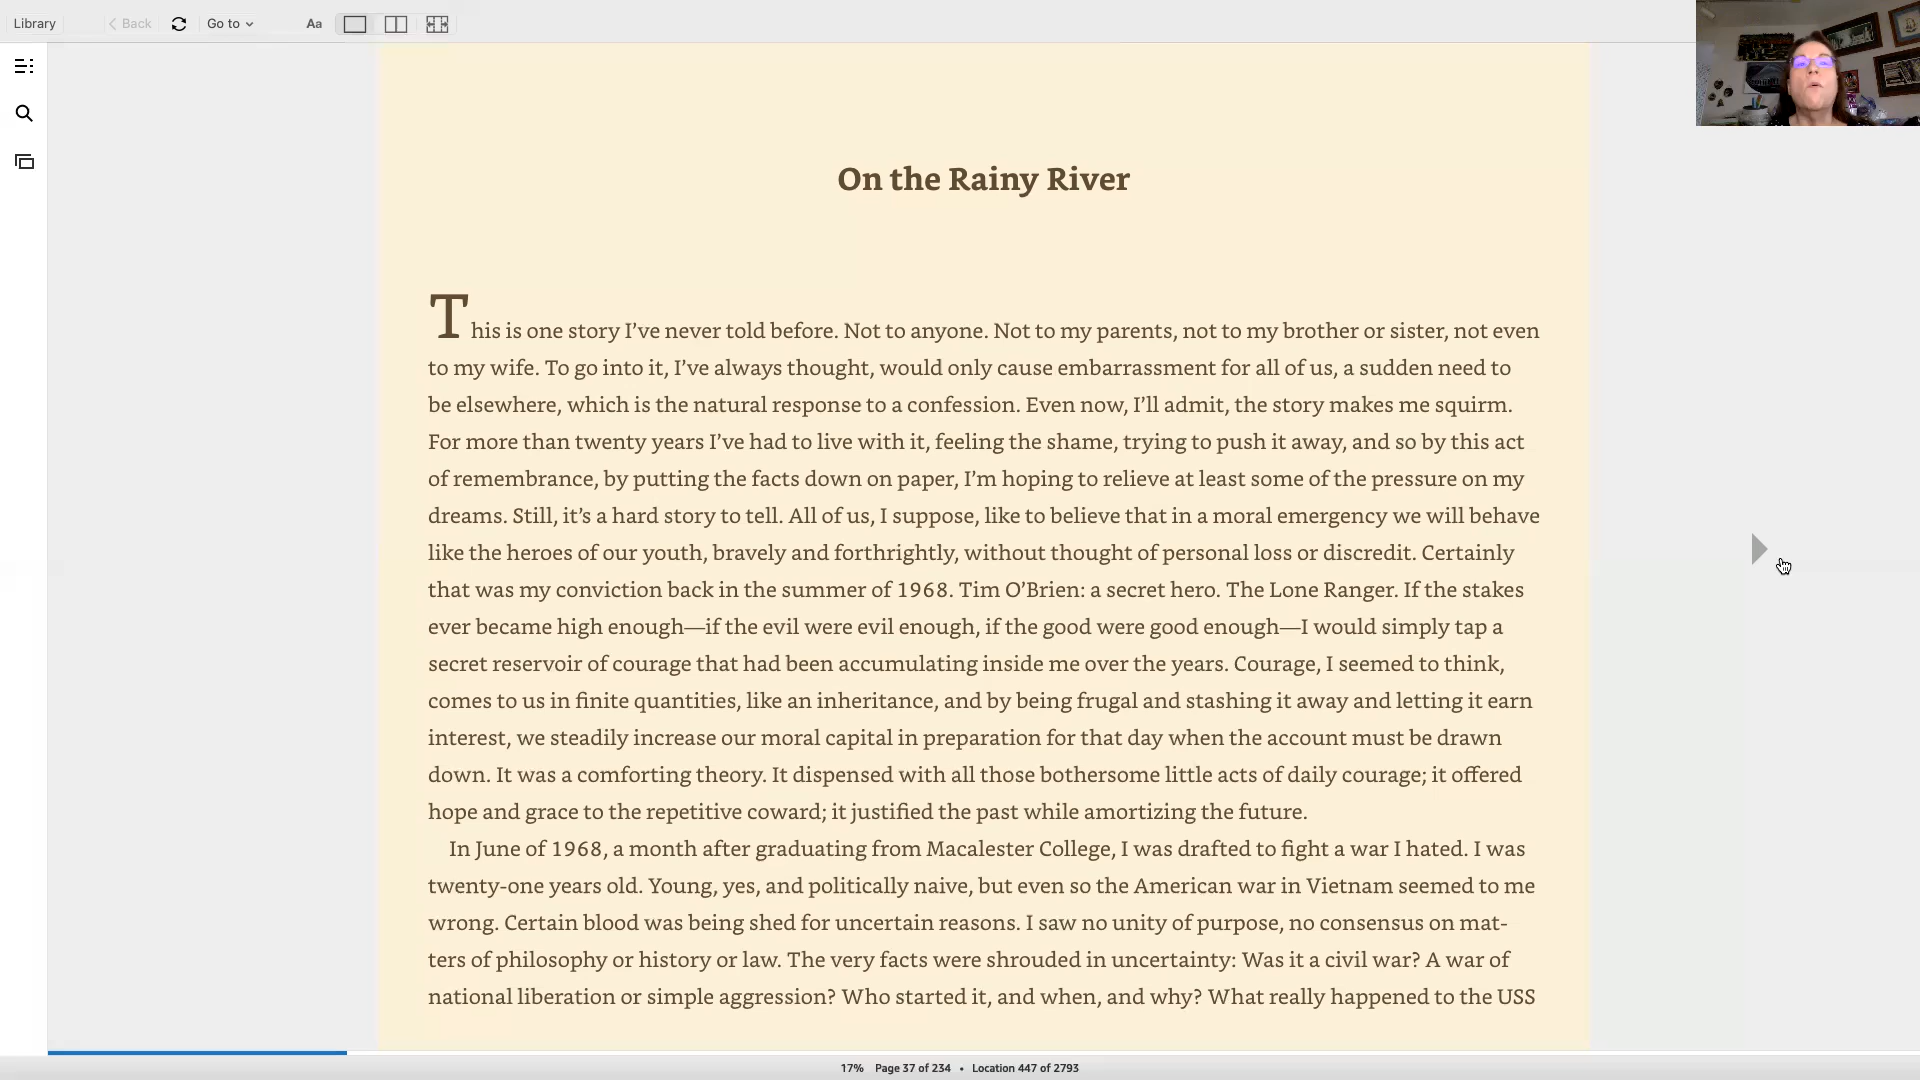 Library
Back
Go to
Aa
On the Rainy River
This is one story I’ve never told before. Not to anyone. Not to my parents, not to my brother or sister, not even
to my wife. To go into it, I’ve always thought, would only cause embarrassment for all of us, a sudden need to
be elsewhere, which is the natural response to a confession. Even now, I’ll admit, the story makes me squirm.
For more than twenty years I’ve had to live with it, feeling the shame, trying to push it away, and so by this act
of remembrance, by putting the facts down on paper, I’m hoping to relieve at least some of the pressure on my
dreams. Still, it’s a hard story to tell. All of us, I suppose, like to believe that in a moral emergency we will behave
like the heroes of our youth, bravely and forthrightly, without thought of personal loss or discredit. Certainly
that was my conviction back in the summer of 1968. Tim O’Brien: a secret hero. The Lone Ranger. If the stakes
ever became high enough—if the evil were evil enough, if the good were good enough—I would simply tap a
secret reservoir of courage that had been accumulating inside me over the years. Courage, I seemed to think,
comes to us in finite quantities, like an inheritance, and by being frugal and stashing it away and letting it earn
interest, we steadily increase our moral capital in preparation for that day when the account must be drawn
down. It was a comforting theory. It dispensed with all those bothersome little acts of daily courage; it offered
hope and grace to the repetitive coward; it justified the past while amortizing the future.
In June of 1968, a month after graduating from Macalester College, I was drafted to fight a war I hated. I was
twenty-one years old. Young, yes, and politically naive, but even so the American war in Vietnam seemed to me
wrong. Certain blood was being shed for uncertain reasons. I saw no unity of purpose, no consensus on mat-
ters of philosophy or history or law. The very facts were shrouded in uncertainty: Was it a civil war? A war of
national liberation or simple aggression? Who started it, and when, and why? What really happened to the USS
17% Page 37 of 234 • Location 447 of 2793